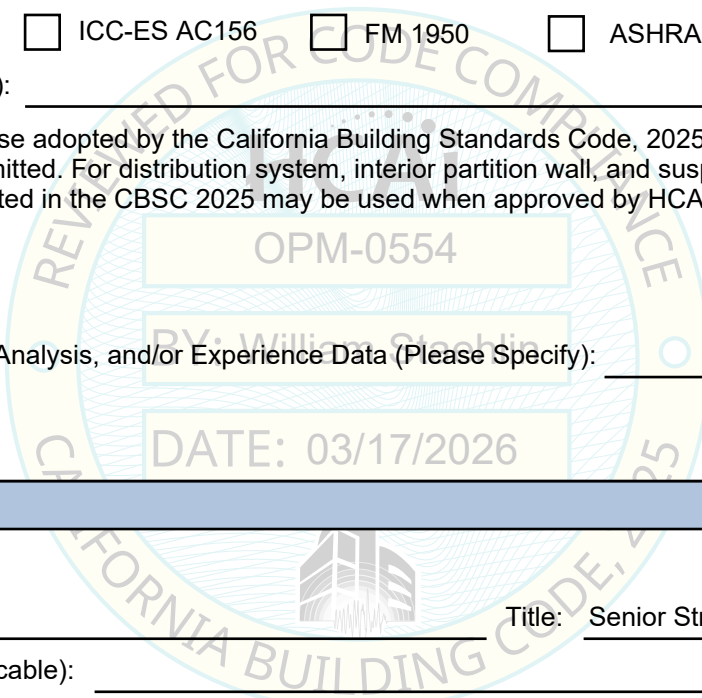 ICC-ES AC156 FM 1950 ASHRA
REVIEWED FOR CODE COMPLIANCE
):
se adopted by the California Building Standards Code, 2025
HCAi
nitted. For distribution system, interior partition wall, and susp
ted in the CBSC 2025 may be used when approved by HCA
OPM-0554
BY: William Staehlin
Analysis, and/or Experience Data (Please Specify):
DATE: 03/17/2026
Title: Senior Str
cable):
CALIFORNIA BUILDING CODE, 2025